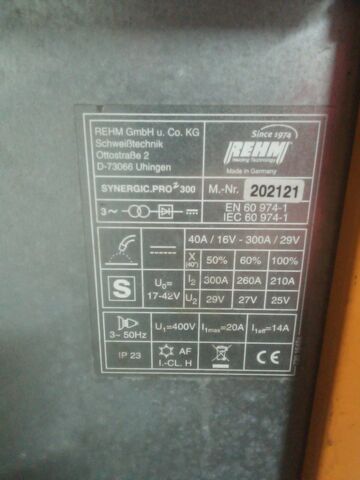 REHM GmbH u. Co. KG
Schweißtechnik
Ottostraße 2
D-73066 Uhingen
Since 1974
REHM
Welding Technology
Made in Germany
SYNERGIC.PRO² 300
M.-Nr. 202121
3~
EN 60 974-1
IEC 60 974-1
40A / 16V - 300A / 29V
X (40°) 50% 60% 100%
S
U₀= 17-42V
I₂ 300A 260A 210A
U₂ 29V 27V 25V
3~ 50Hz
U₁=400V
I₁max=20A
I₁eff=14A
IP 23
AF
I.-CL. H
CE